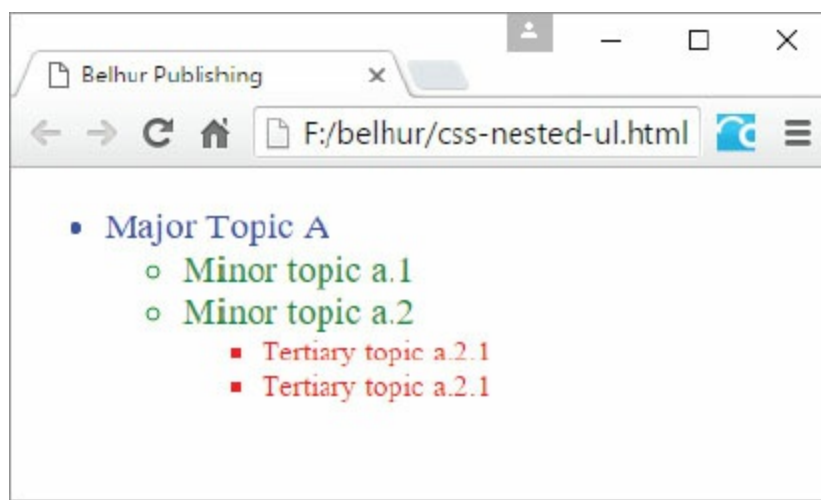 Belhur Publishing
F:/belhur/css-nested-ul.html
Major Topic A
Minor topic a.1
Minor topic a.2
Tertiary topic a.2.1
Tertiary topic a.2.1